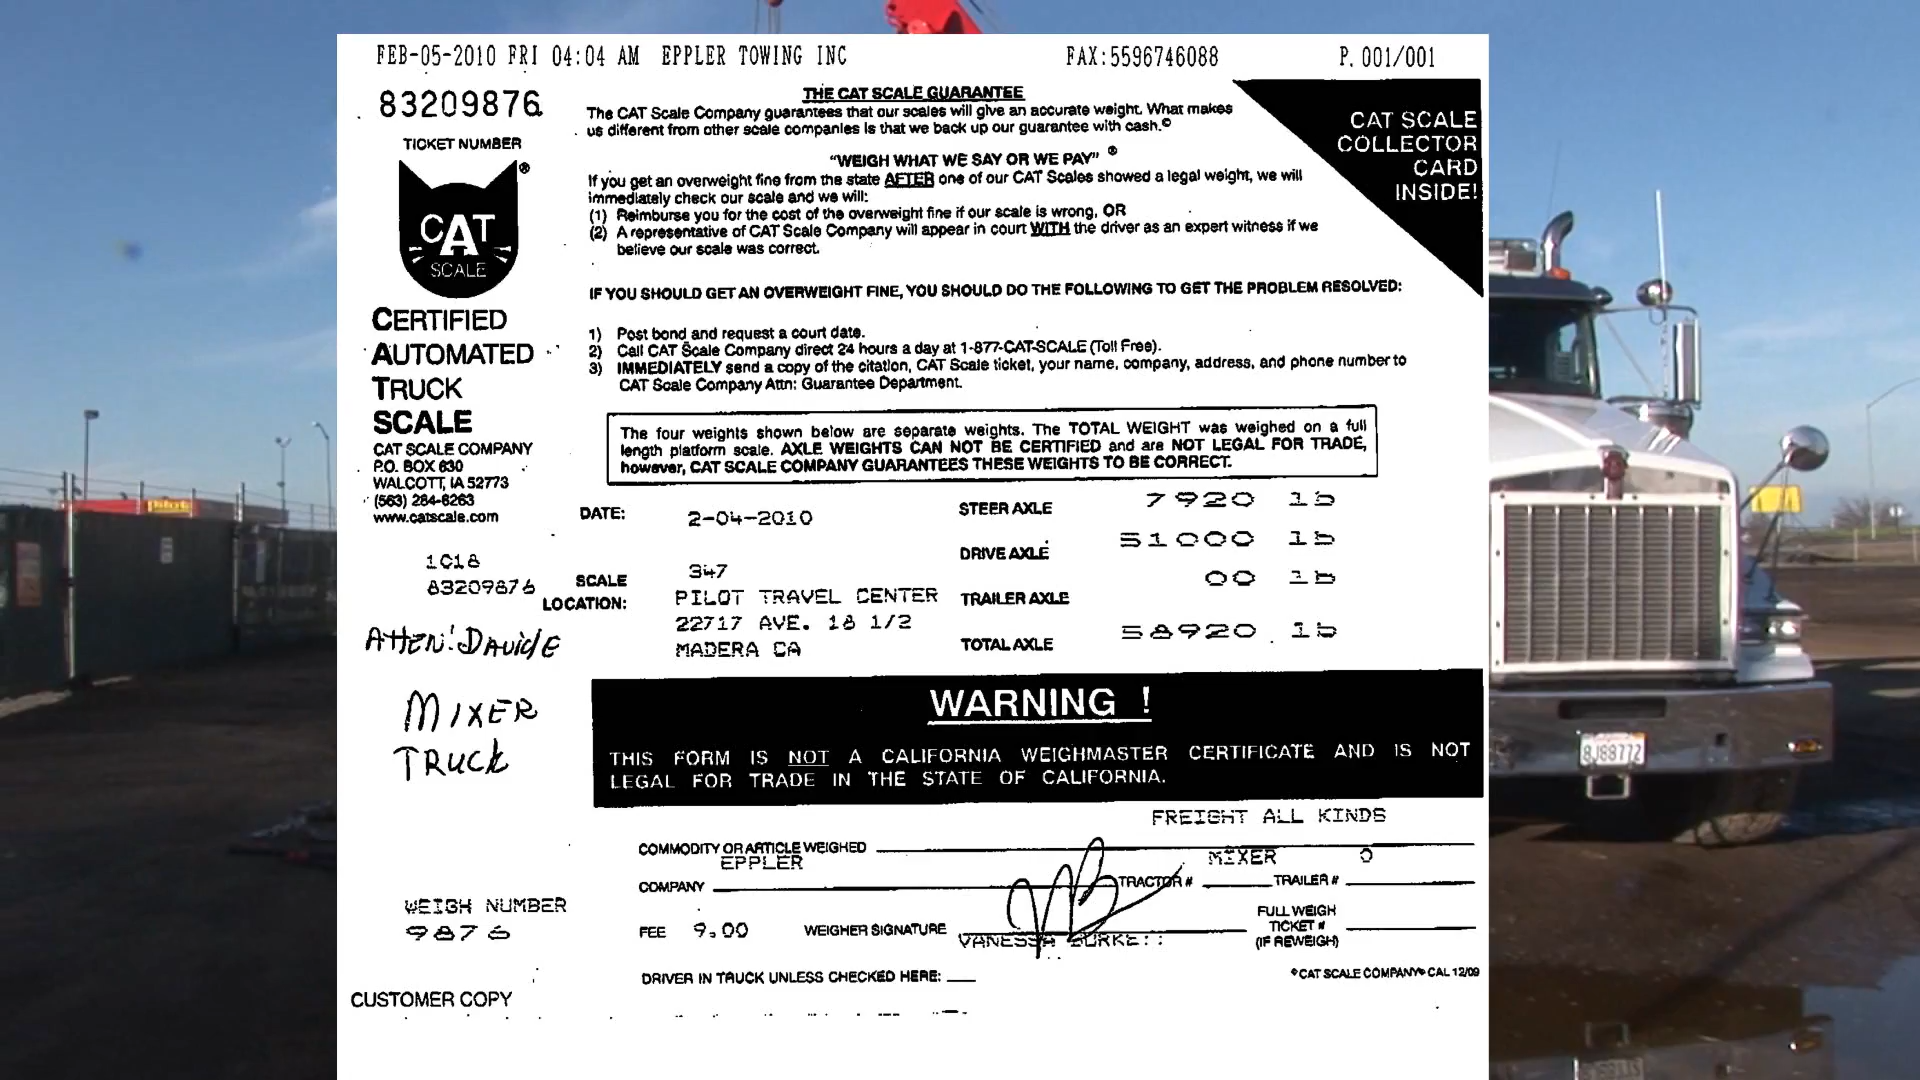 FEB-05-2010 FRI 04:04 AM EPPLER TOWING INC FAX:5596746088 P. 001/001
83209876
TICKET NUMBER
CAT
SCALE
CERTIFIED
AUTOMATED
TRUCK
SCALE
CAT SCALE COMPANY
P.O. BOX 630
WALCOTT, IA 52773
(563) 284-6263
www.catscale.com
1018
83209876
Atten: Davide
MIXER
TRUCK
WEIGH NUMBER
9876
CUSTOMER COPY
THE CAT SCALE GUARANTEE
The CAT Scale Company guarantees that our scales will give an accurate weight. What makes
us different from other scale companies is that we back up our guarantee with cash.©
"WEIGH WHAT WE SAY OR WE PAY" ®
If you get an overweight fine from the state AFTER one of our CAT Scales showed a legal weight, we will
immediately check our scale and we will:
(1) Reimburse you for the cost of the overweight fine if our scale is wrong, OR
(2) A representative of CAT Scale Company will appear in court WITH the driver as an expert witness if we
believe our scale was correct.
CAT SCALE
COLLECTOR
CARD
INSIDE!
IF YOU SHOULD GET AN OVERWEIGHT FINE, YOU SHOULD DO THE FOLLOWING TO GET THE PROBLEM RESOLVED:
1) Post bond and request a court date.
2) Call CAT Scale Company direct 24 hours a day at 1-877-CAT-SCALE (Toll Free).
3) IMMEDIATELY send a copy of the citation, CAT Scale ticket, your name, company, address, and phone number to
CAT Scale Company Attn: Guarantee Department.
The four weights shown below are separate weights. The TOTAL WEIGHT was weighed on a full
length platform scale. AXLE WEIGHTS CAN NOT BE CERTIFIED and are NOT LEGAL FOR TRADE,
however, CAT SCALE COMPANY GUARANTEES THESE WEIGHTS TO BE CORRECT.
DATE: 2-04-2010
SCALE LOCATION: 347
PILOT TRAVEL CENTER
22717 AVE. 18 1/2
MADERA CA
STEER AXLE 7920 lb
DRIVE AXLE 51000 lb
TRAILER AXLE 00 lb
TOTAL AXLE 58920 lb
WARNING !
THIS FORM IS NOT A CALIFORNIA WEIGHMASTER CERTIFICATE AND IS NOT
LEGAL FOR TRADE IN THE STATE OF CALIFORNIA.
FREIGHT ALL KINDS
COMMODITY OR ARTICLE WEIGHED
EPPLER MIXER 0
COMPANY TRACTOR # TRAILER #
FEE 9.00 WEIGHER SIGNATURE
VANESSA BURKETT
FULL WEIGH
TICKET #
(IF REWEIGH)
DRIVER IN TRUCK UNLESS CHECKED HERE:
©CAT SCALE COMPANY® CAL 12/09
8J88772